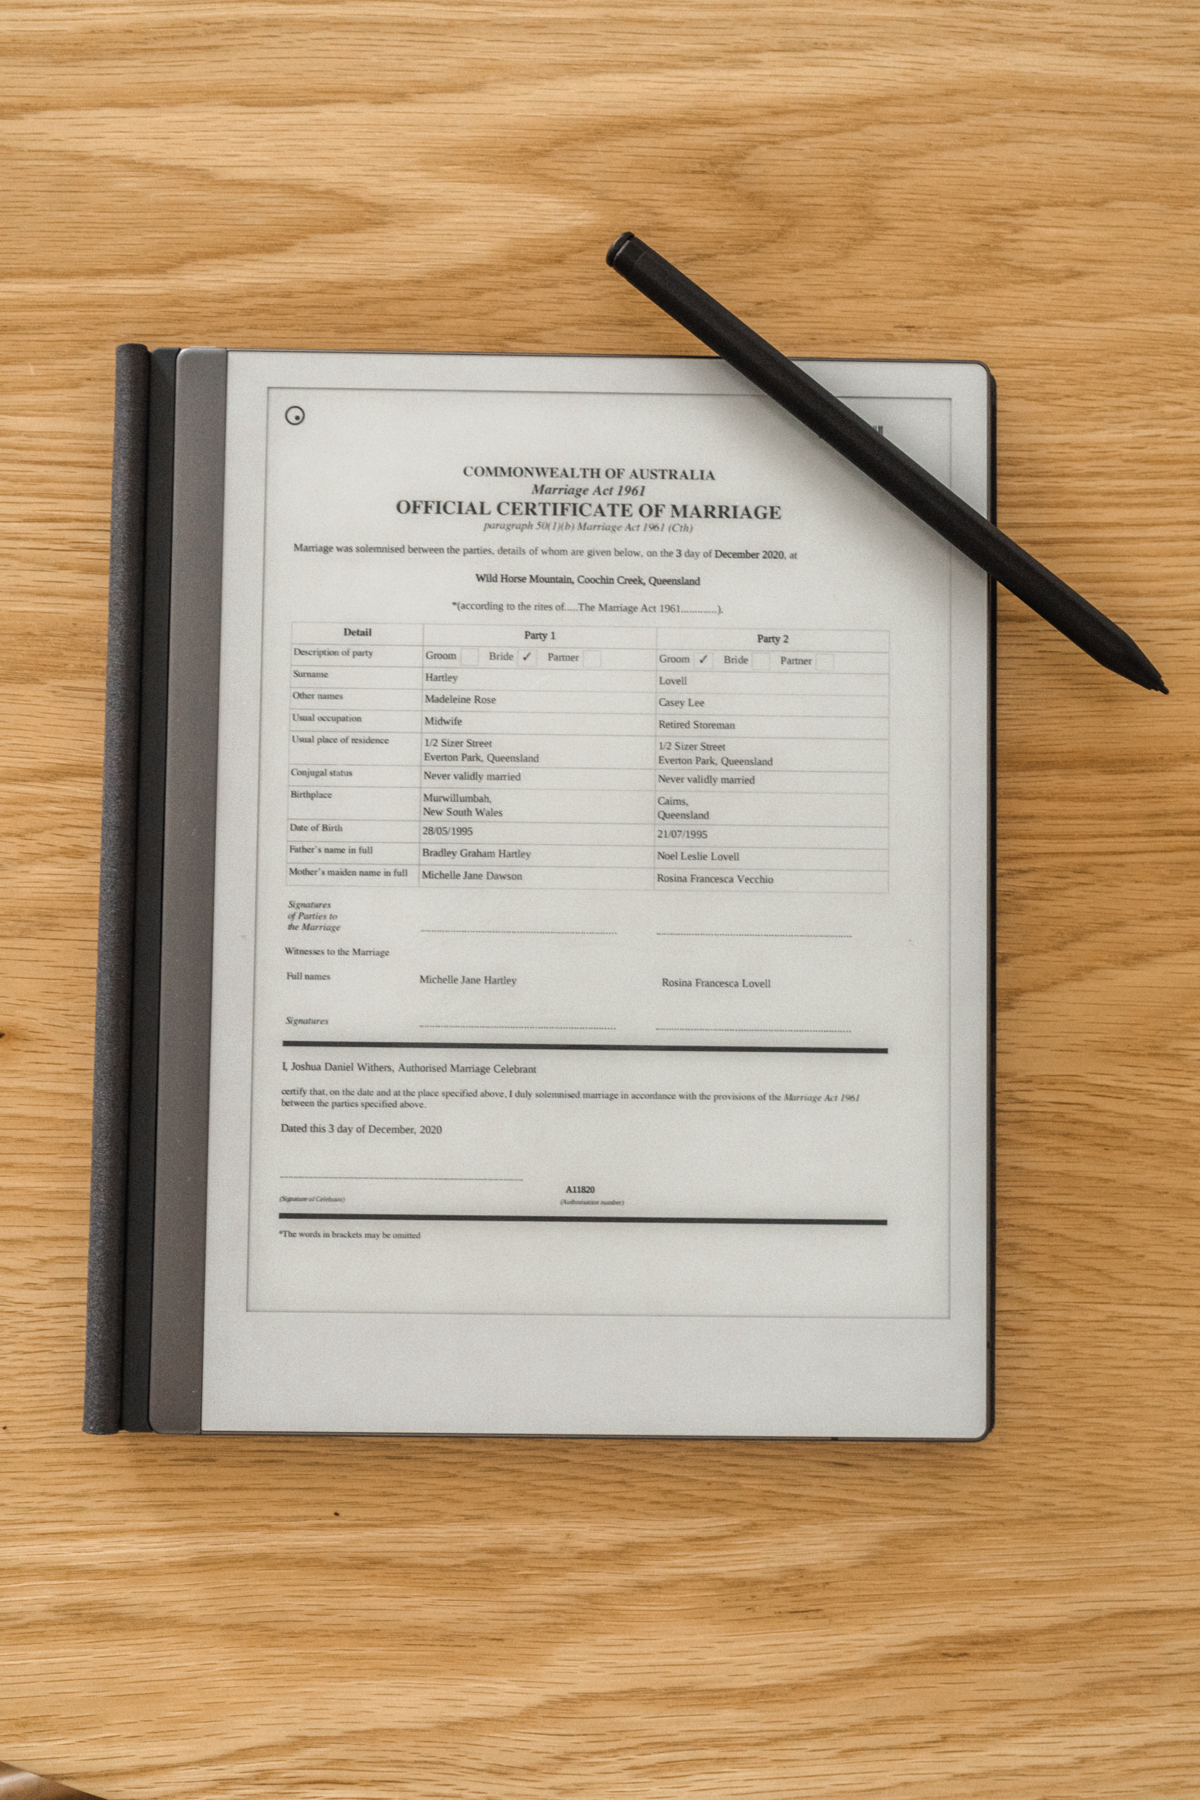 COMMONWEALTH OF AUSTRALIA
Marriage Act 1961
OFFICIAL CERTIFICATE OF MARRIAGE
paragraph 50(1)(b) Marriage Act 1961 (Cth)
Marriage was solemnised between the parties, details of whom are given below, on the 3 day of December 2020, at
Wild Horse Mountain, Coochin Creek, Queensland
*(according to the rites of.....The Marriage Act 1961.............).
Detail Party 1 Party 2
Description of party Groom Bride ✓ Partner Groom ✓ Bride Partner
Surname Hartley Lovell
Other names Madeleine Rose Casey Lee
Usual occupation Midwife Retired Storeman
Usual place of residence 1/2 Sizer Street 1/2 Sizer Street
Everton Park, Queensland Everton Park, Queensland
Conjugal status Never validly married Never validly married
Birthplace Murwillumbah, Cairns,
New South Wales Queensland
Date of Birth 28/05/1995 21/07/1995
Father's name in full Bradley Graham Hartley Noel Leslie Lovell
Mother's maiden name in full Michelle Jane Dawson Rosina Francesca Vecchio
Signatures
of Parties to
the Marriage
Witnesses to the Marriage
Full names Michelle Jane Hartley Rosina Francesca Lovell
Signatures
I, Joshua Daniel Withers, Authorised Marriage Celebrant
certify that, on the date and at the place specified above, I duly solemnised marriage in accordance with the provisions of the Marriage Act 1961
between the parties specified above.
Dated this 3 day of December, 2020
A11820
(Signature of Celebrant) (Authorisation number)
*The words in brackets may be omitted